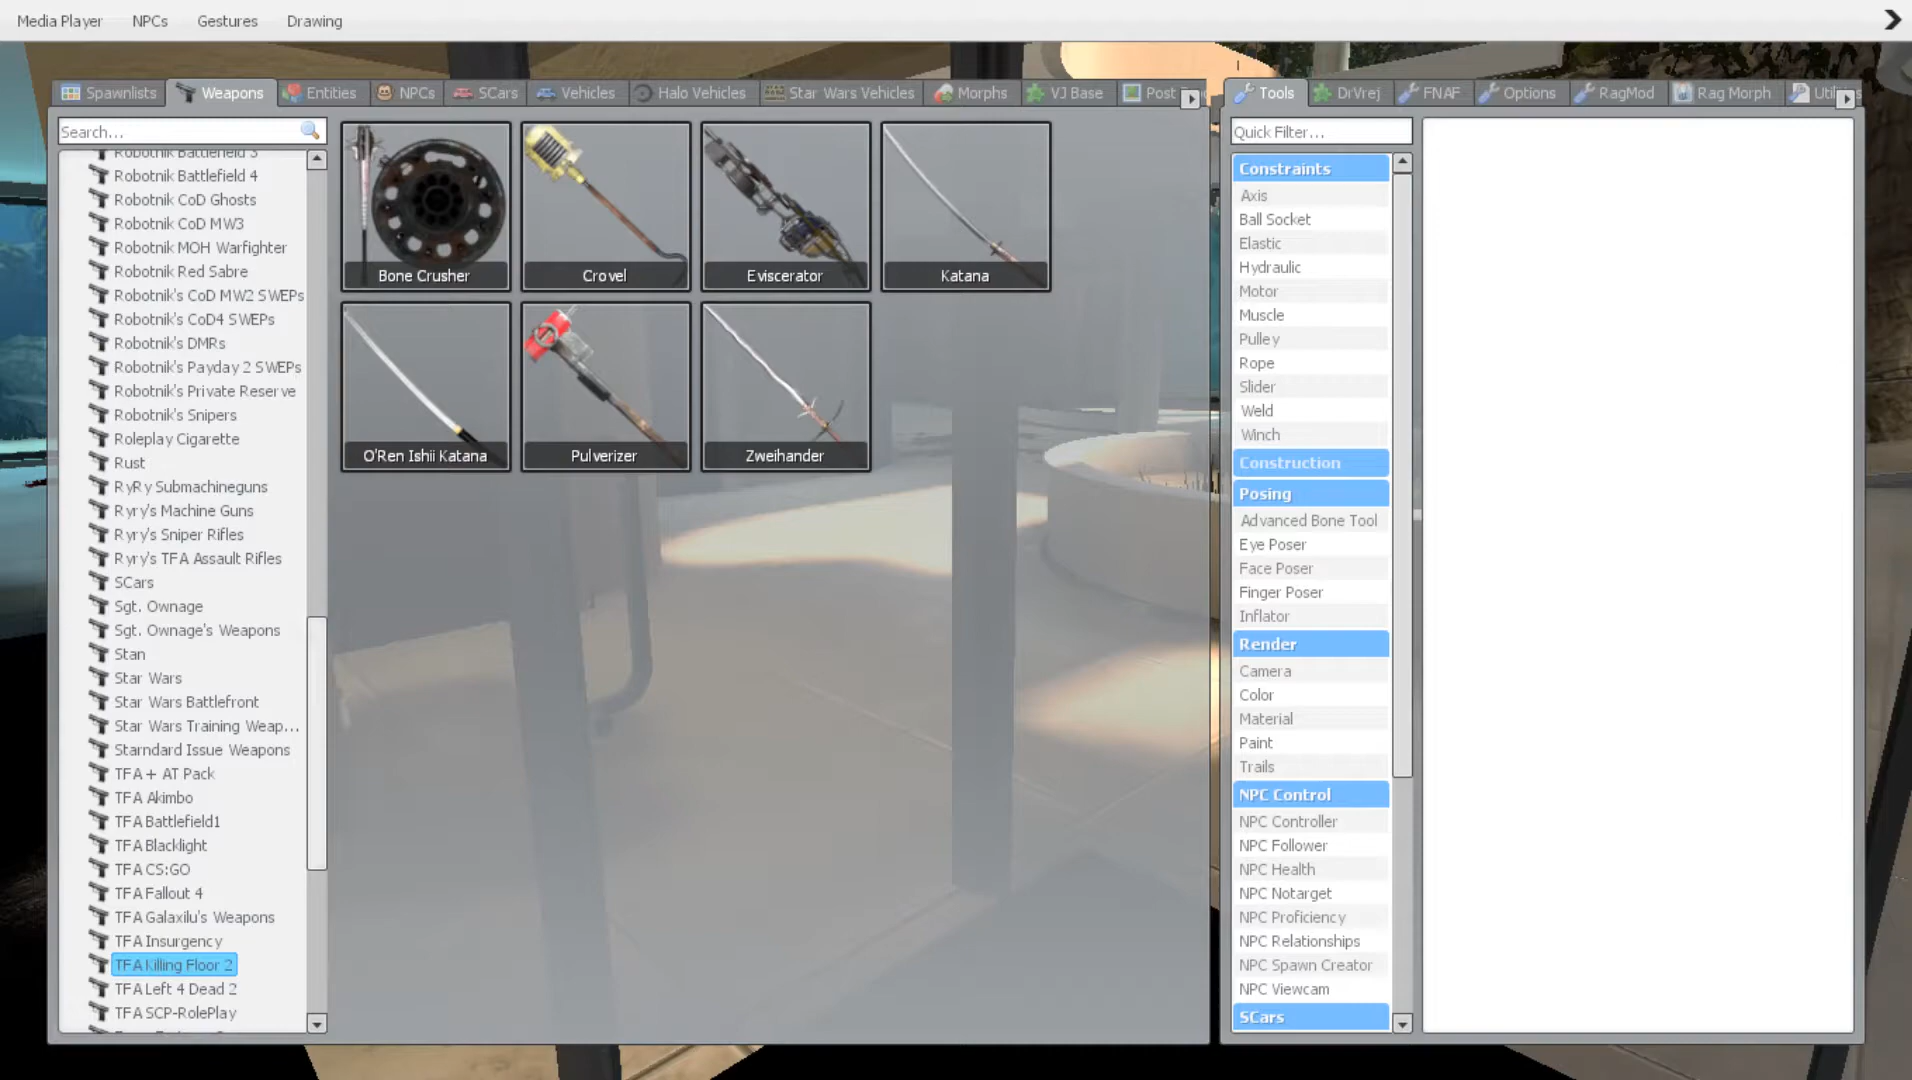 Media Player
NPCs
Gestures
Drawing
Spawnlists
Weapons
Entities
NPCs
SCars
Vehicles
Halo Vehicles
Star Wars Vehicles
Morphs
VJ Base
Post
Search...
Robotnik Battlefield 3
Robotnik Battlefield 4
Robotnik CoD Ghosts
Robotnik CoD MW3
Robotnik MOH Warfighter
Robotnik Red Sabre
Robotnik's CoD MW2 SWEPs
Robotnik's CoD4 SWEPs
Robotnik's DMRs
Robotnik's Payday 2 SWEPs
Robotnik's Private Reserve
Robotnik's Snipers
Roleplay Cigarette
Rust
RyRy Submachineguns
Ryry's Machine Guns
Ryry's Sniper Rifles
Ryry's TFA Assault Rifles
SCars
Sgt. Ownage
Sgt. Ownage's Weapons
Stan
Star Wars
Star Wars Battlefront
Star Wars Training Weap...
Starndard Issue Weapons
TFA + AT Pack
TFA Akimbo
TFA Battlefield1
TFA Blacklight
TFA CS:GO
TFA Fallout 4
TFA Galaxilu's Weapons
TFA Insurgency
TFA Killing Floor 2
TFA Left 4 Dead 2
TFA SCP-RolePlay
Bone Crusher
Crovel
Eviscerator
Katana
O'Ren Ishii Katana
Pulverizer
Zweihander
Tools
DrVrej
FNAF
Options
RagMod
Rag Morph
Quick Filter...
Constraints
Axis
Ball Socket
Elastic
Hydraulic
Motor
Muscle
Pulley
Rope
Slider
Weld
Winch
Construction
Posing
Advanced Bone Tool
Eye Poser
Face Poser
Finger Poser
Inflator
Render
Camera
Color
Material
Paint
Trails
NPC Control
NPC Controller
NPC Follower
NPC Health
NPC Notarget
NPC Proficiency
NPC Relationships
NPC Spawn Creator
NPC Viewcam
SCars